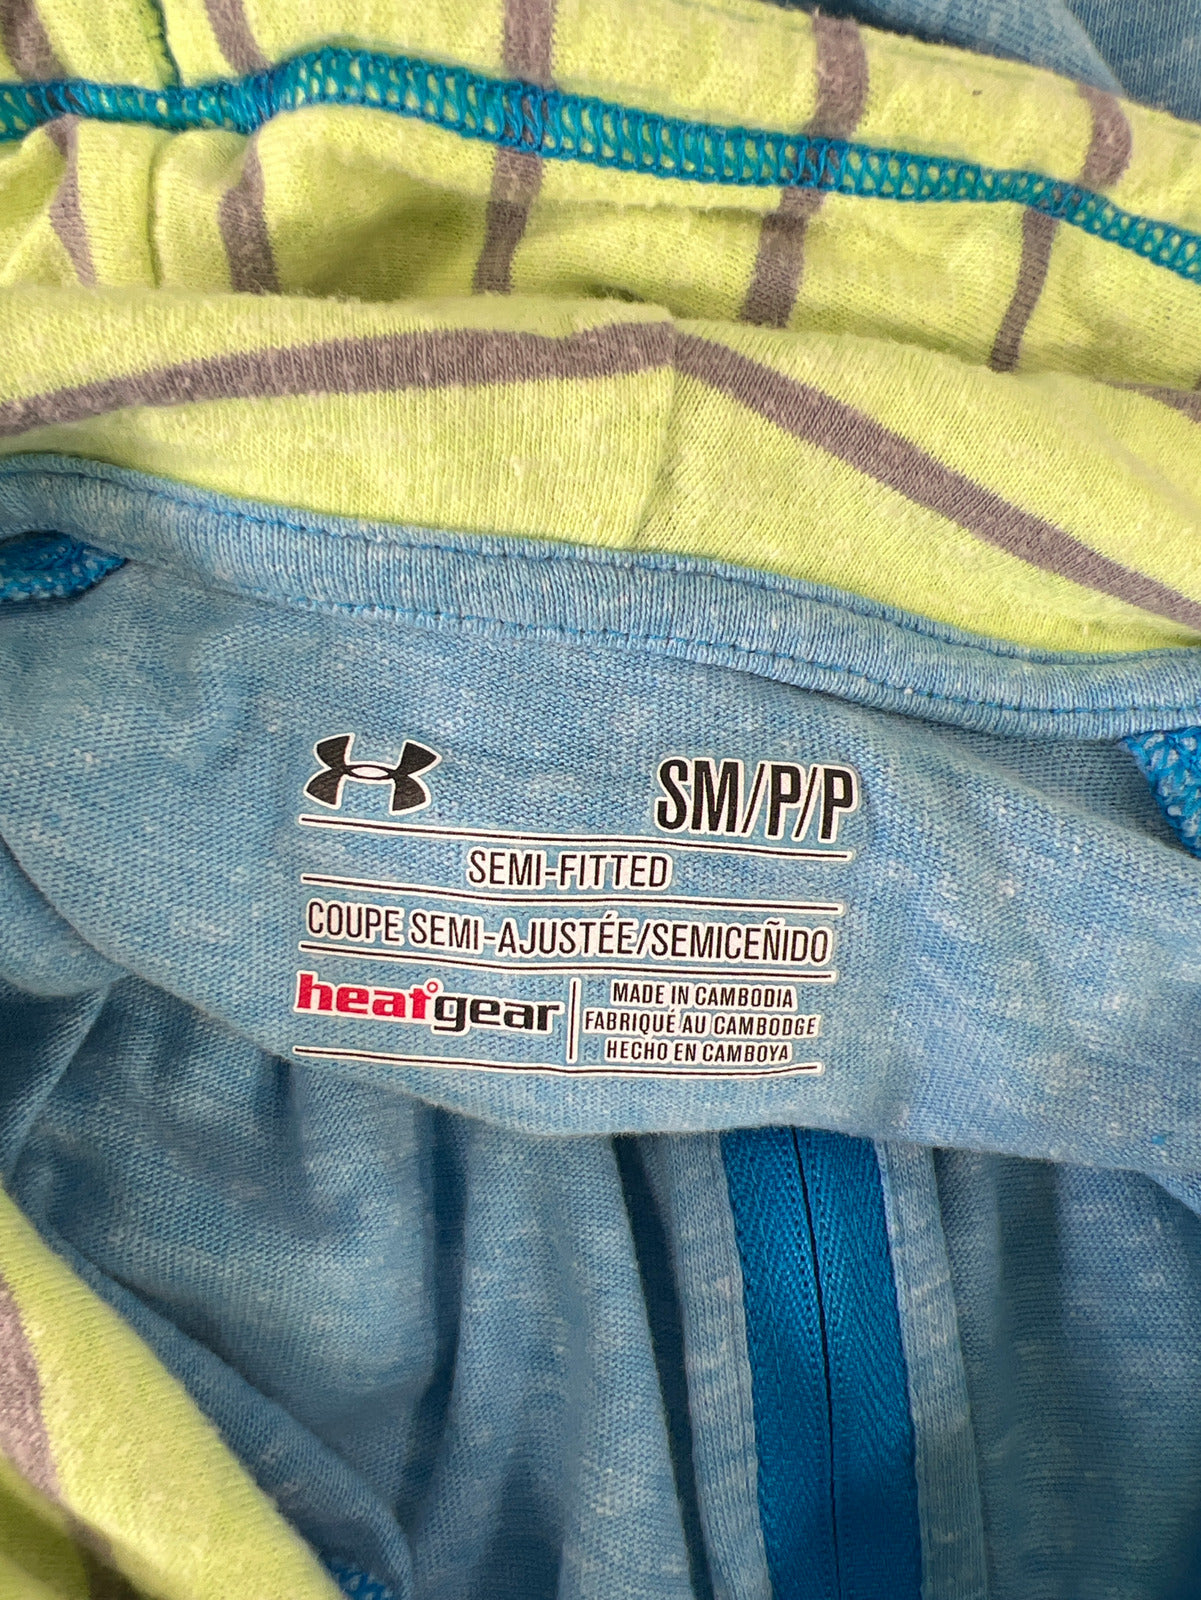 SM/P/P
SEMI-FITTED
COUPE SEMI-AJUSTÉE/SEMICEÑIDO
heatgear
MADE IN CAMBODIA
FABRIQUÉ AU CAMBODGE
HECHO EN CAMBOYA